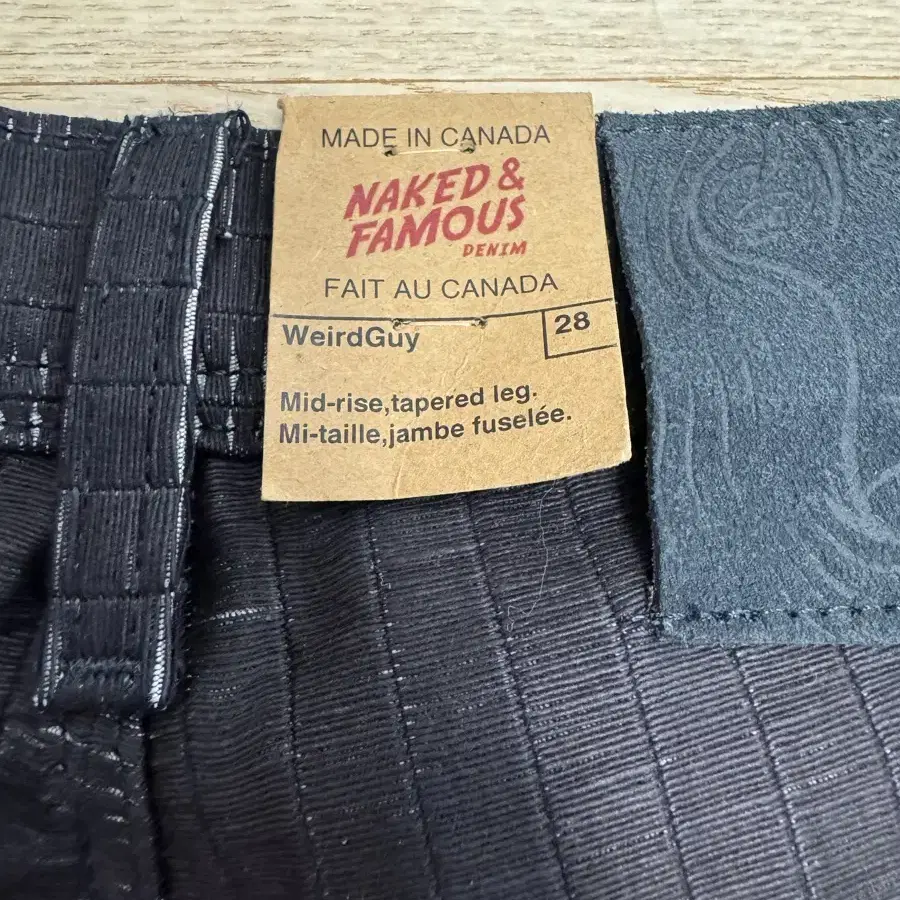 MADE IN CANADA
NAKED &
FAMOUS
DENIM
FAIT AU CANADA
WeirdGuy 28
Mid-rise,tapered leg.
Mi-taille,jambe fuselée.